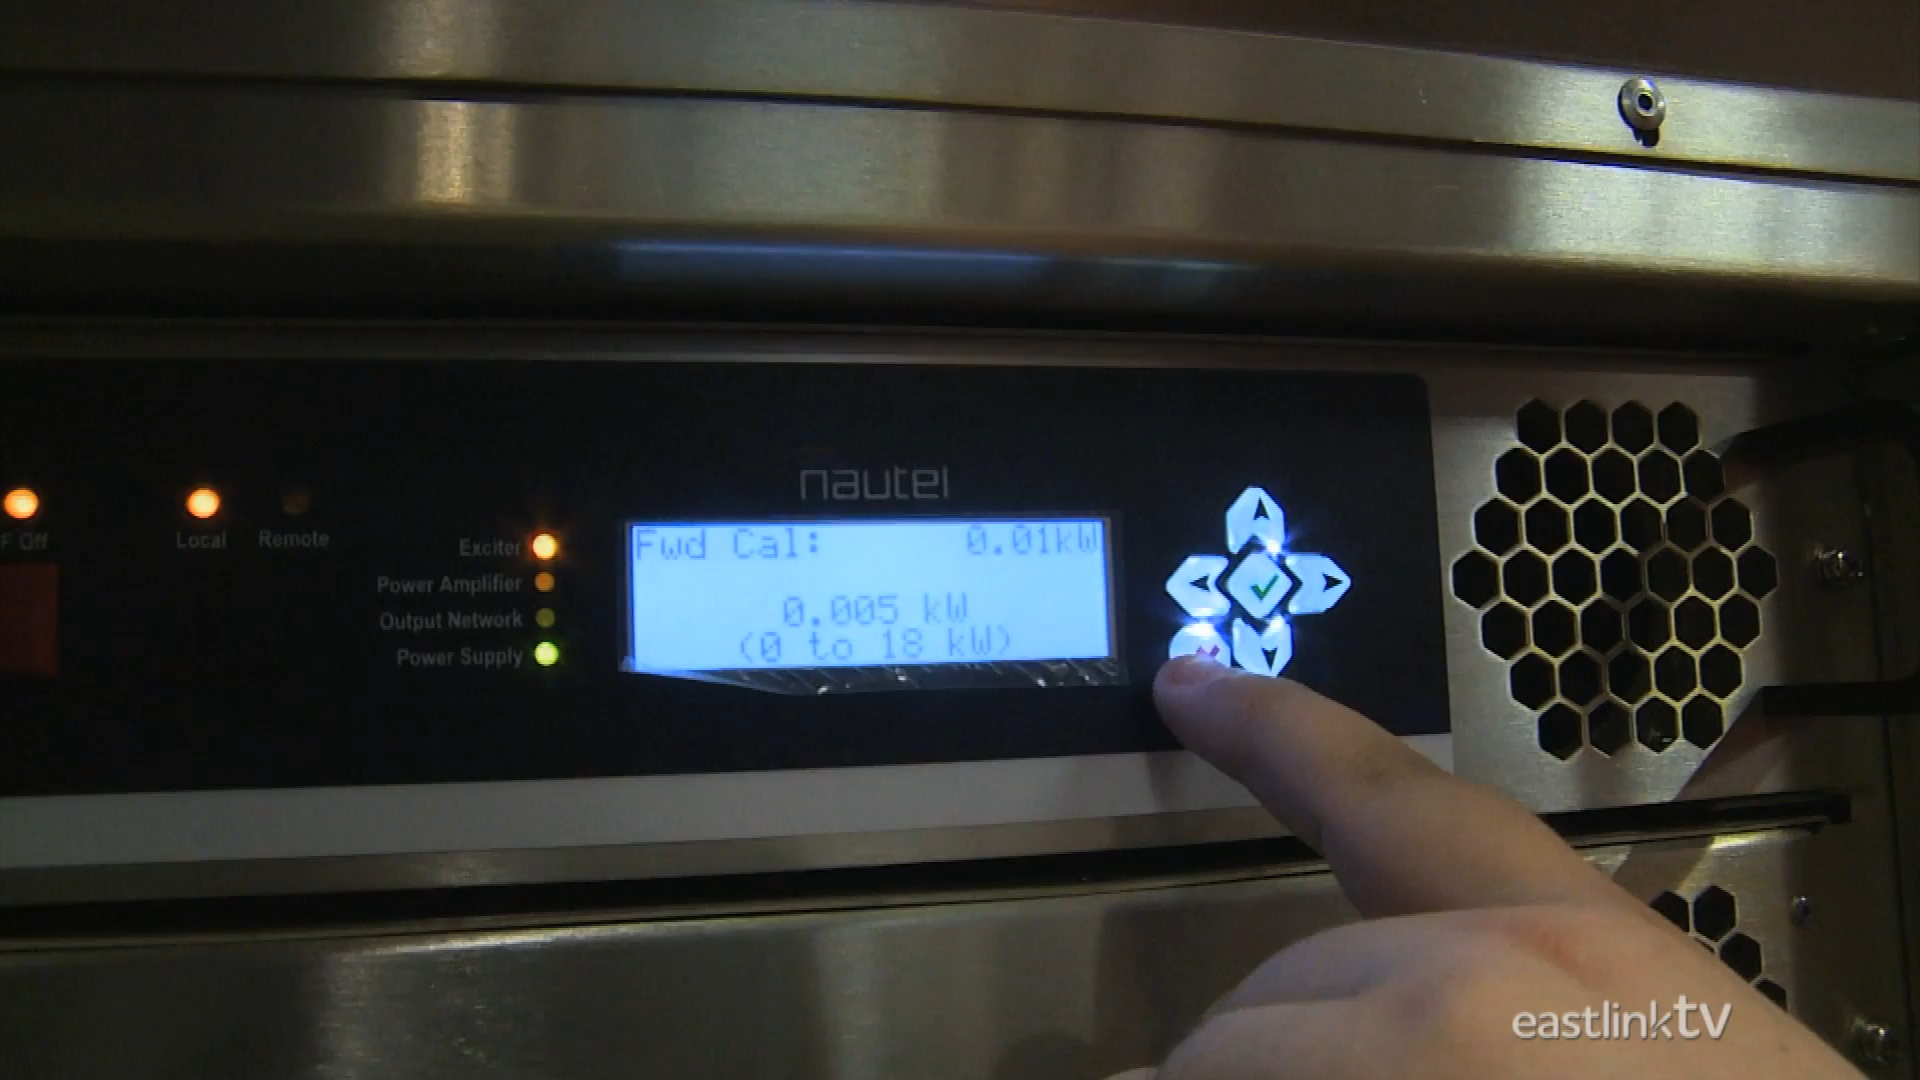 nautel
F Off
Local
Remote
Exciter
Power Amplifier
Output Network
Power Supply
Fwd Cal: 0.01kW
0.005 kW
(0 to 18 kW)
eastlinktv